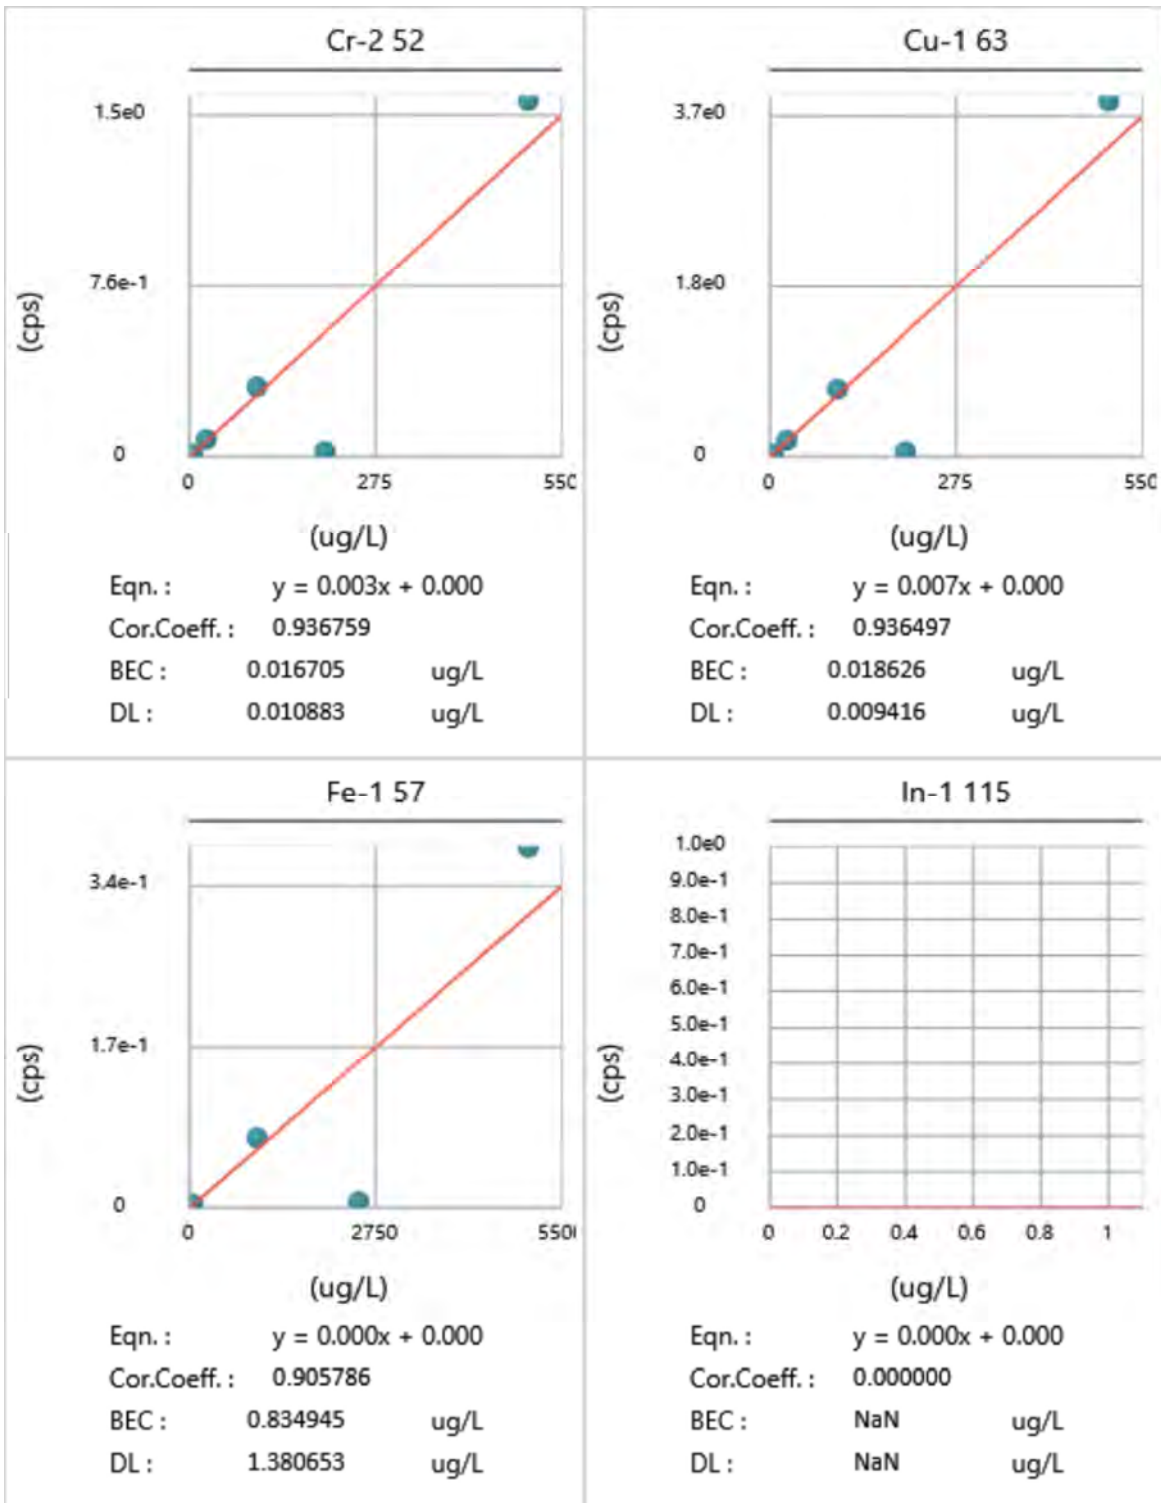 Cr-2 52
1.5e0
7.6e-1
0
(cps)
0 275 550
(ug/L)
Eqn. : y = 0.003x + 0.000
Cor.Coeff. : 0.936759
BEC : 0.016705 ug/L
DL : 0.010883 ug/L
Cu-1 63
3.7e0
1.8e0
0
(cps)
0 275 550
(ug/L)
Eqn. : y = 0.007x + 0.000
Cor.Coeff. : 0.936497
BEC : 0.018626 ug/L
DL : 0.009416 ug/L
Fe-1 57
3.4e-1
1.7e-1
0
(cps)
0 2750 550
(ug/L)
Eqn. : y = 0.000x + 0.000
Cor.Coeff. : 0.905786
BEC : 0.834945 ug/L
DL : 1.380653 ug/L
In-1 115
1.0e0
9.0e-1
8.0e-1
7.0e-1
6.0e-1
5.0e-1
4.0e-1
3.0e-1
2.0e-1
1.0e-1
0
(cps)
0 0.2 0.4 0.6 0.8 1
(ug/L)
Eqn. : y = 0.000x + 0.000
Cor.Coeff. : 0.000000
BEC : NaN ug/L
DL : NaN ug/L